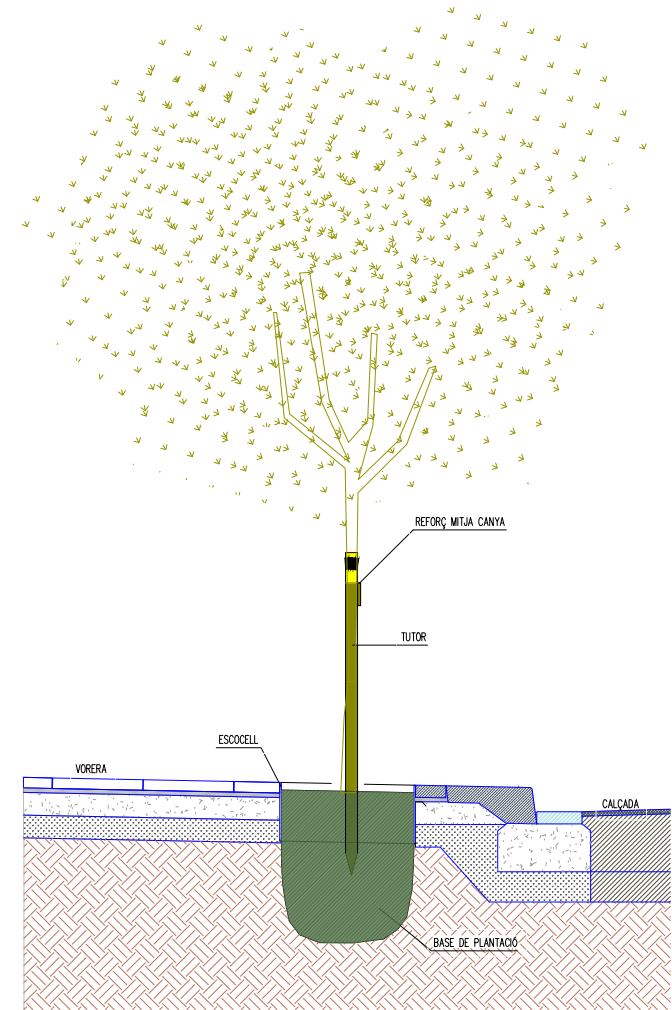 REFORÇ MITJA CANYA
TUTOR
ESCOCELL
VORERA
CALÇADA
BASE DE PLANTACIÓ